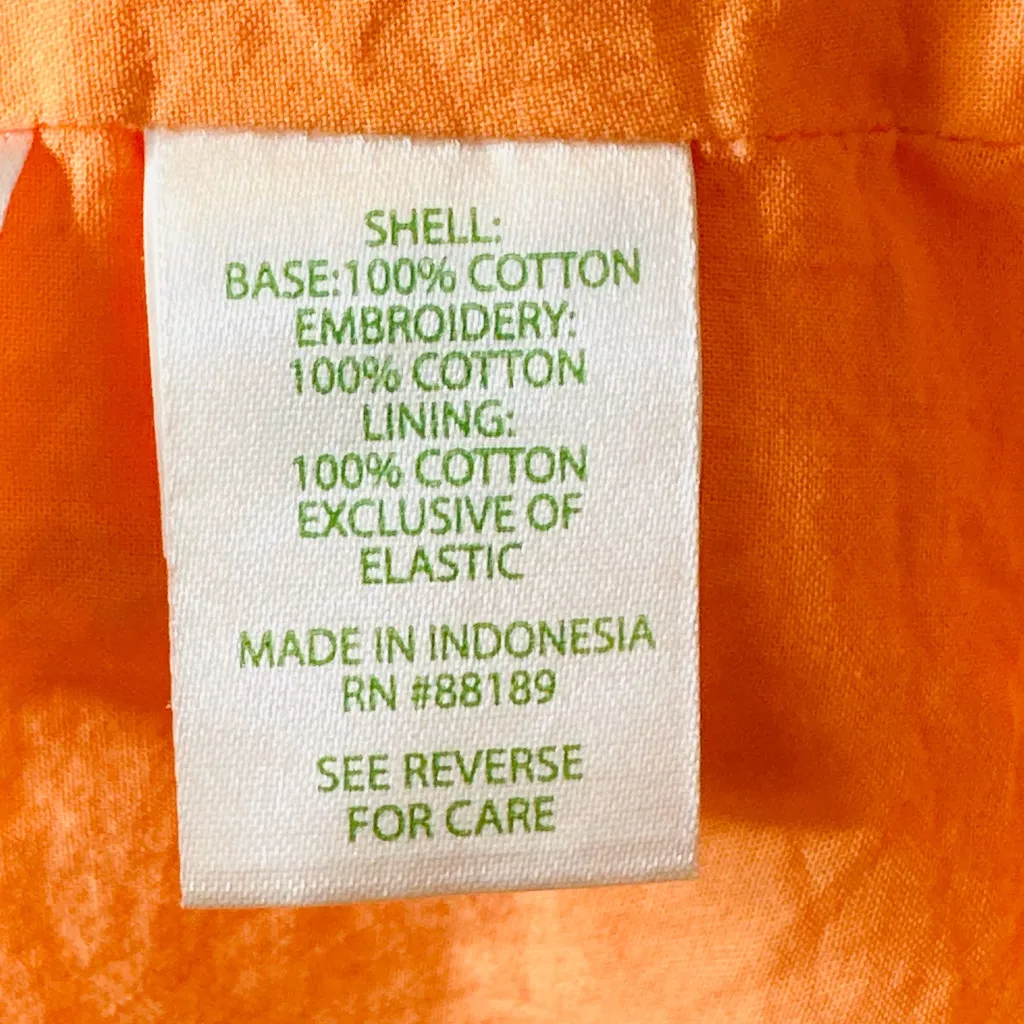 SHELL:
BASE:100% COTTON
EMBROIDERY:
100% COTTON
LINING:
100% COTTON
EXCLUSIVE OF
ELASTIC
MADE IN INDONESIA
RN #88189
SEE REVERSE
FOR CARE